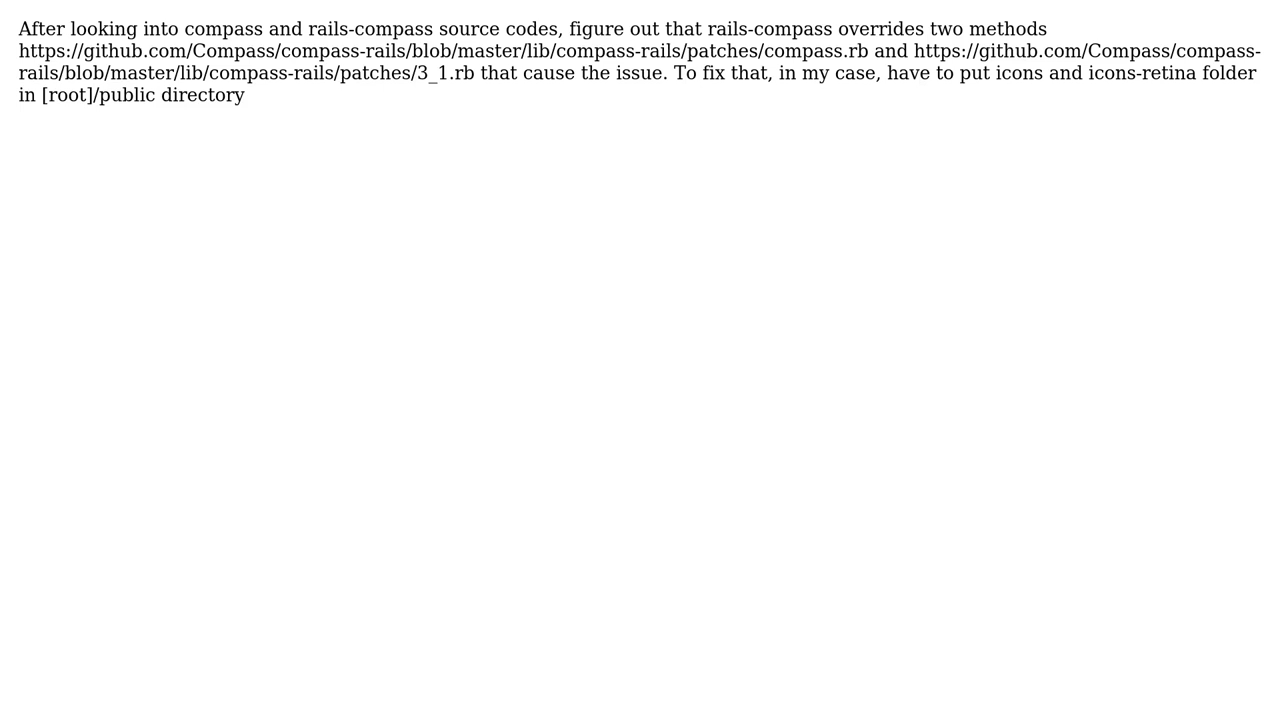 After looking into compass and rails-compass source codes, figure out that rails-compass overrides two methods
https://github.com/Compass/compass-rails/blob/master/lib/compass-rails/patches/compass.rb and https://github.com/Compass/compass-
rails/blob/master/lib/compass-rails/patches/3_1.rb that cause the issue. To fix that, in my case, have to put icons and icons-retina folder
in [root]/public directory